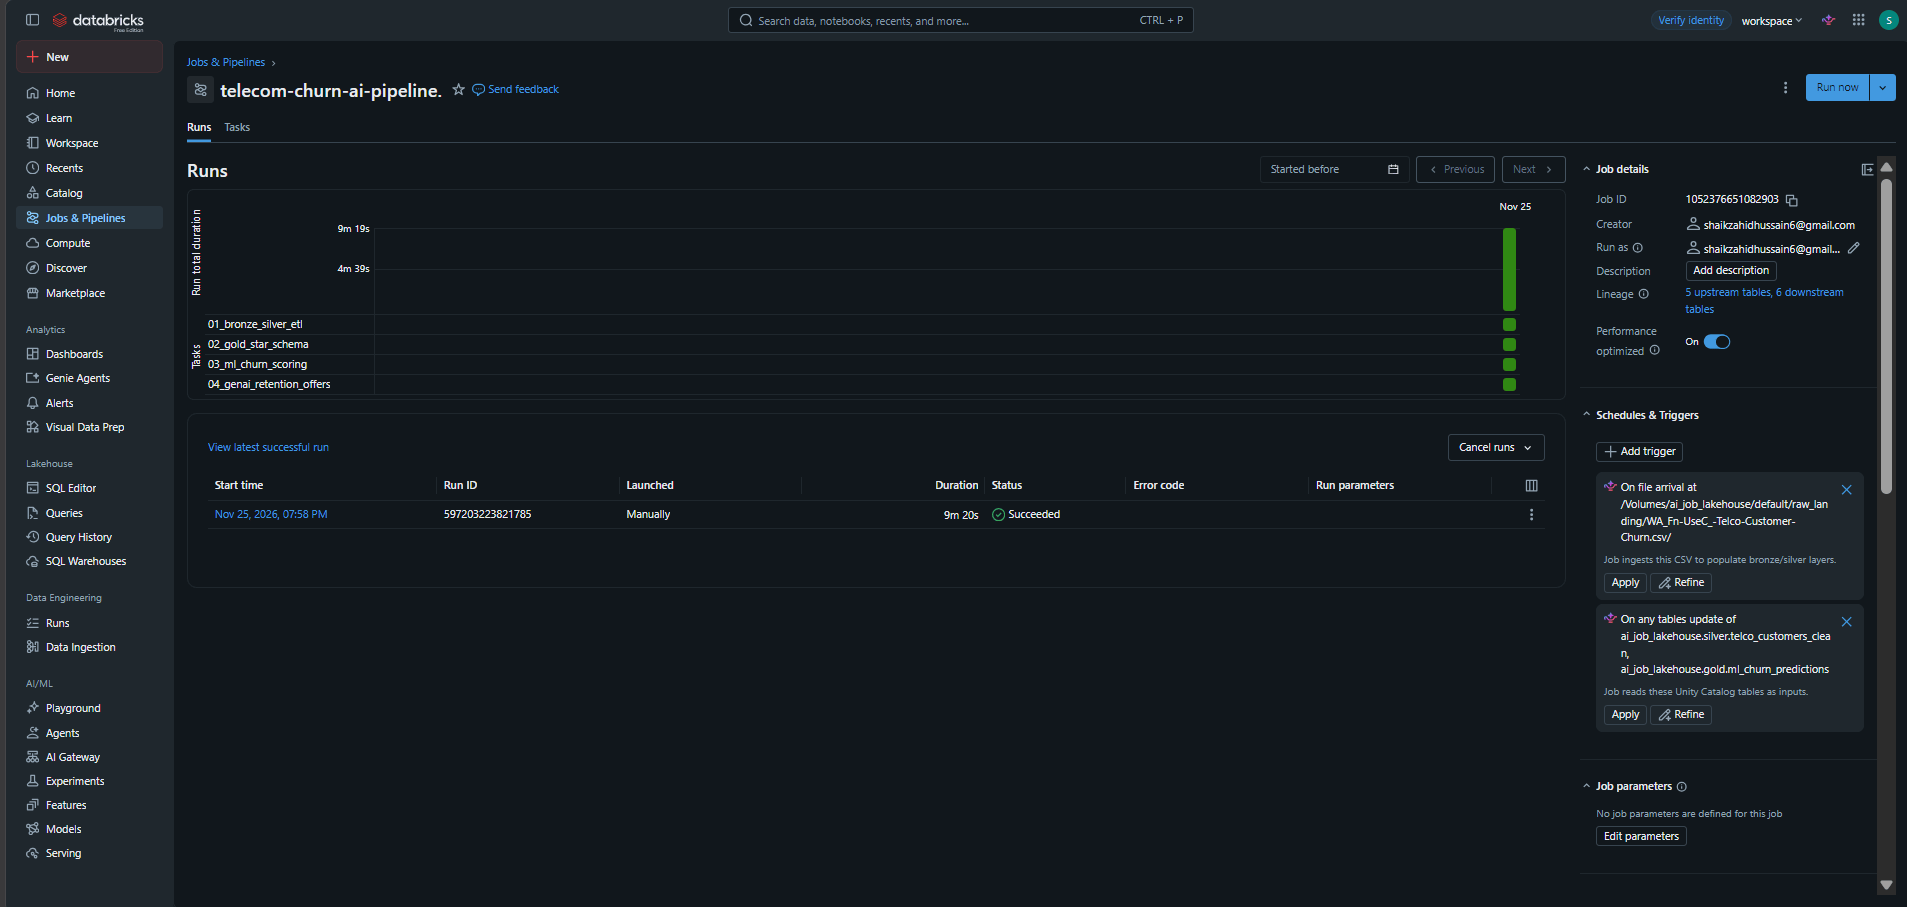 databricks
Free Edition
Search data, notebooks, recents, and more...
CTRL + P
Verify identity
workspace
S
New
Home
Learn
Workspace
Recents
Catalog
Jobs & Pipelines
Compute
Discover
Marketplace
Analytics
Dashboards
Genie Agents
Alerts
Visual Data Prep
Lakehouse
SQL Editor
Queries
Query History
SQL Warehouses
Data Engineering
Runs
Data Ingestion
AI/ML
Playground
Agents
AI Gateway
Experiments
Features
Models
Serving
Jobs & Pipelines ›
telecom-churn-ai-pipeline.
Send feedback
Run now
Runs
Tasks
Runs
Started before
Previous
Next
Nov 25
Run total duration
9m 19s
4m 39s
Tasks
01_bronze_silver_etl
02_gold_star_schema
03_ml_churn_scoring
04_genai_retention_offers
View latest successful run
Cancel runs
Start time Run ID Launched Duration Status Error code Run parameters
Nov 25, 2026, 07:58 PM 597203223821785 Manually 9m 20s Succeeded
Job details
Job ID 1052376651082903
Creator shaikzahidhussain6@gmail.com
Run as shaikzahidhussain6@gmail...
Description Add description
Lineage 5 upstream tables, 6 downstream
tables
Performance
optimized
On
Schedules & Triggers
Add trigger
On file arrival at
/Volumes/ai_job_lakehouse/default/raw_lan
ding/WA_Fn-UseC_-Telco-Customer-
Churn.csv/
Job ingests this CSV to populate bronze/silver layers.
Apply Refine
On any tables update of
ai_job_lakehouse.silver.telco_customers_clea
n,
ai_job_lakehouse.gold.ml_churn_predictions
Job reads these Unity Catalog tables as inputs.
Apply Refine
Job parameters
No job parameters are defined for this job
Edit parameters